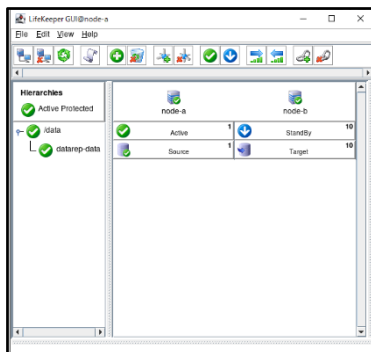 LifeKeeper GUI@node-a
File Edit View Help
Hierarchies
Active Protected
node-a
node-b
/data
Active 1
StandBy 10
datarep-data
Source 1
Target 10